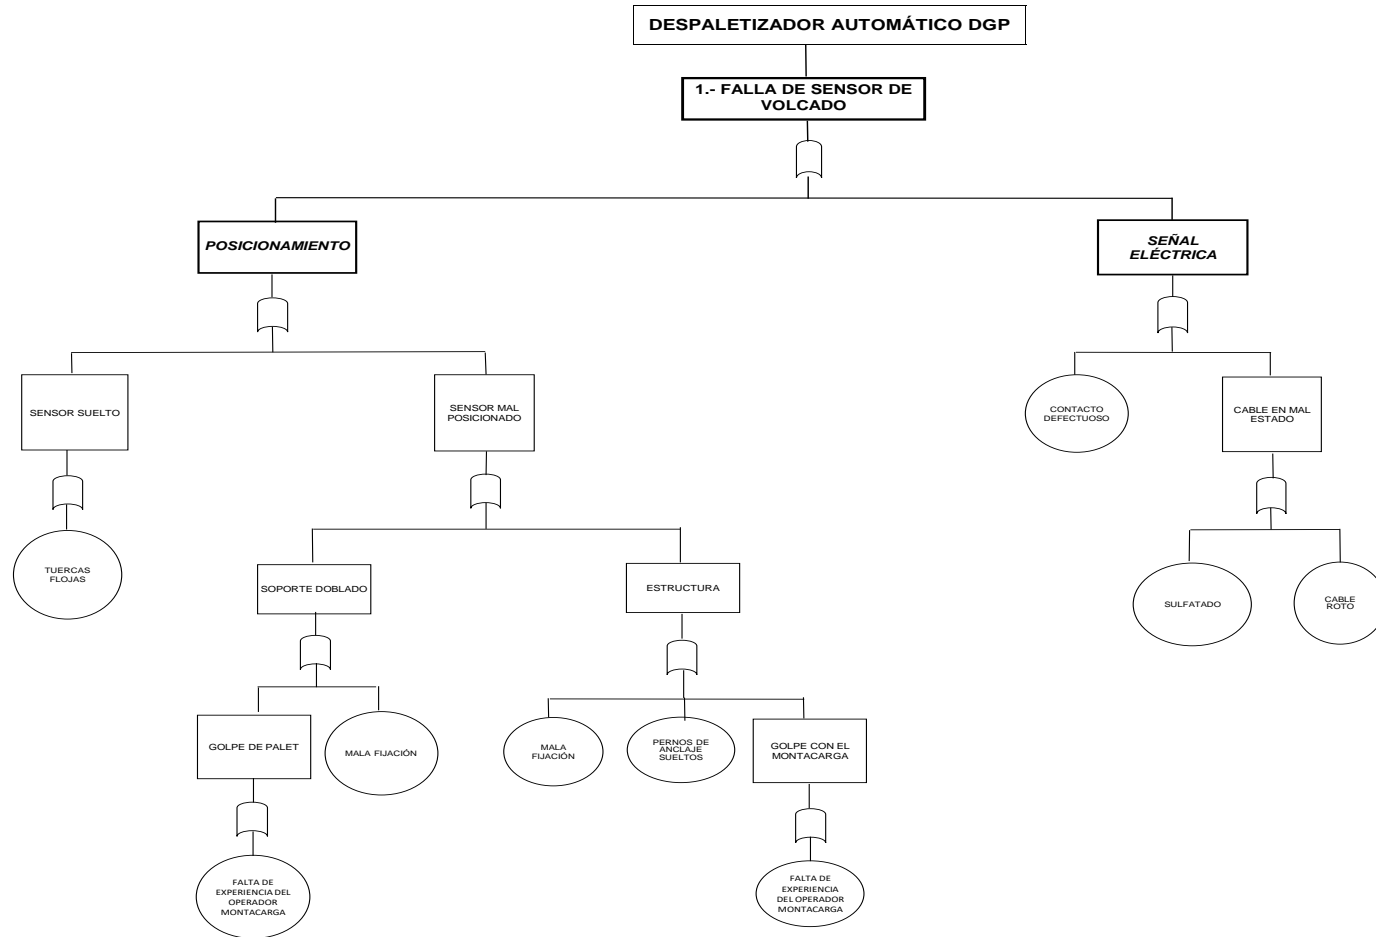 DESPALETIZADOR AUTOMÁTICO DGP
1.- FALLA DE SENSOR DE
VOLCADO
POSICIONAMIENTO
SEÑAL
ELÉCTRICA
SENSOR SUELTO
SENSOR MAL
POSICIONADO
CONTACTO
DEFECTUOSO
CABLE EN MAL
ESTADO
TUERCAS
FLOJAS
SOPORTE DOBLADO
ESTRUCTURA
SULFATADO
CABLE
ROTO
GOLPE DE PALET
MALA FIJACIÓN
MALA
FIJACIÓN
PERNOS DE
ANCLAJE
SUELTOS
GOLPE CON EL
MONTACARGA
FALTA DE
EXPERIENCIA DEL
OPERADOR
MONTACARGA
FALTA DE
EXPERIENCIA
DEL OPERADOR
MONTACARGA